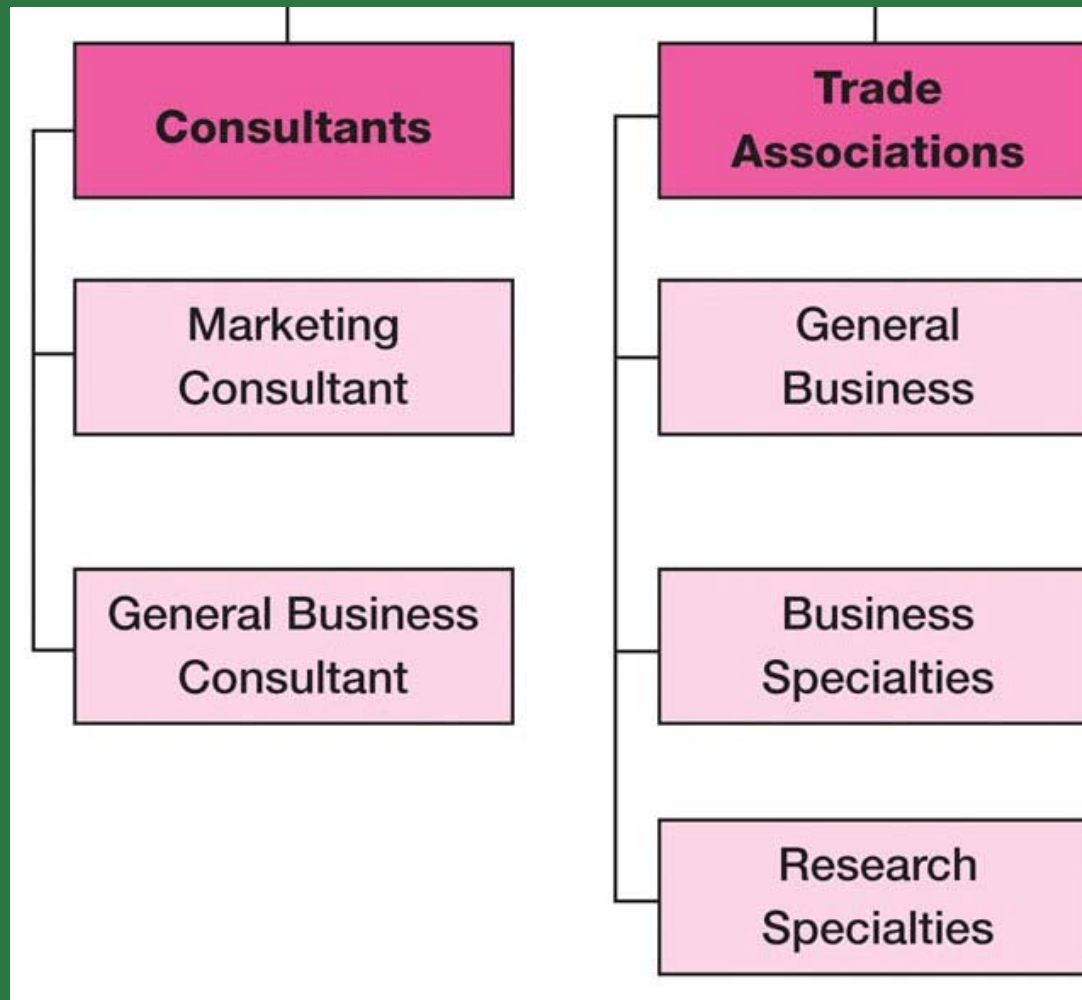 Consultants
Marketing
Consultant
General Business
Consultant
Trade
Associations
General
Business
Business
Specialties
Research
Specialties